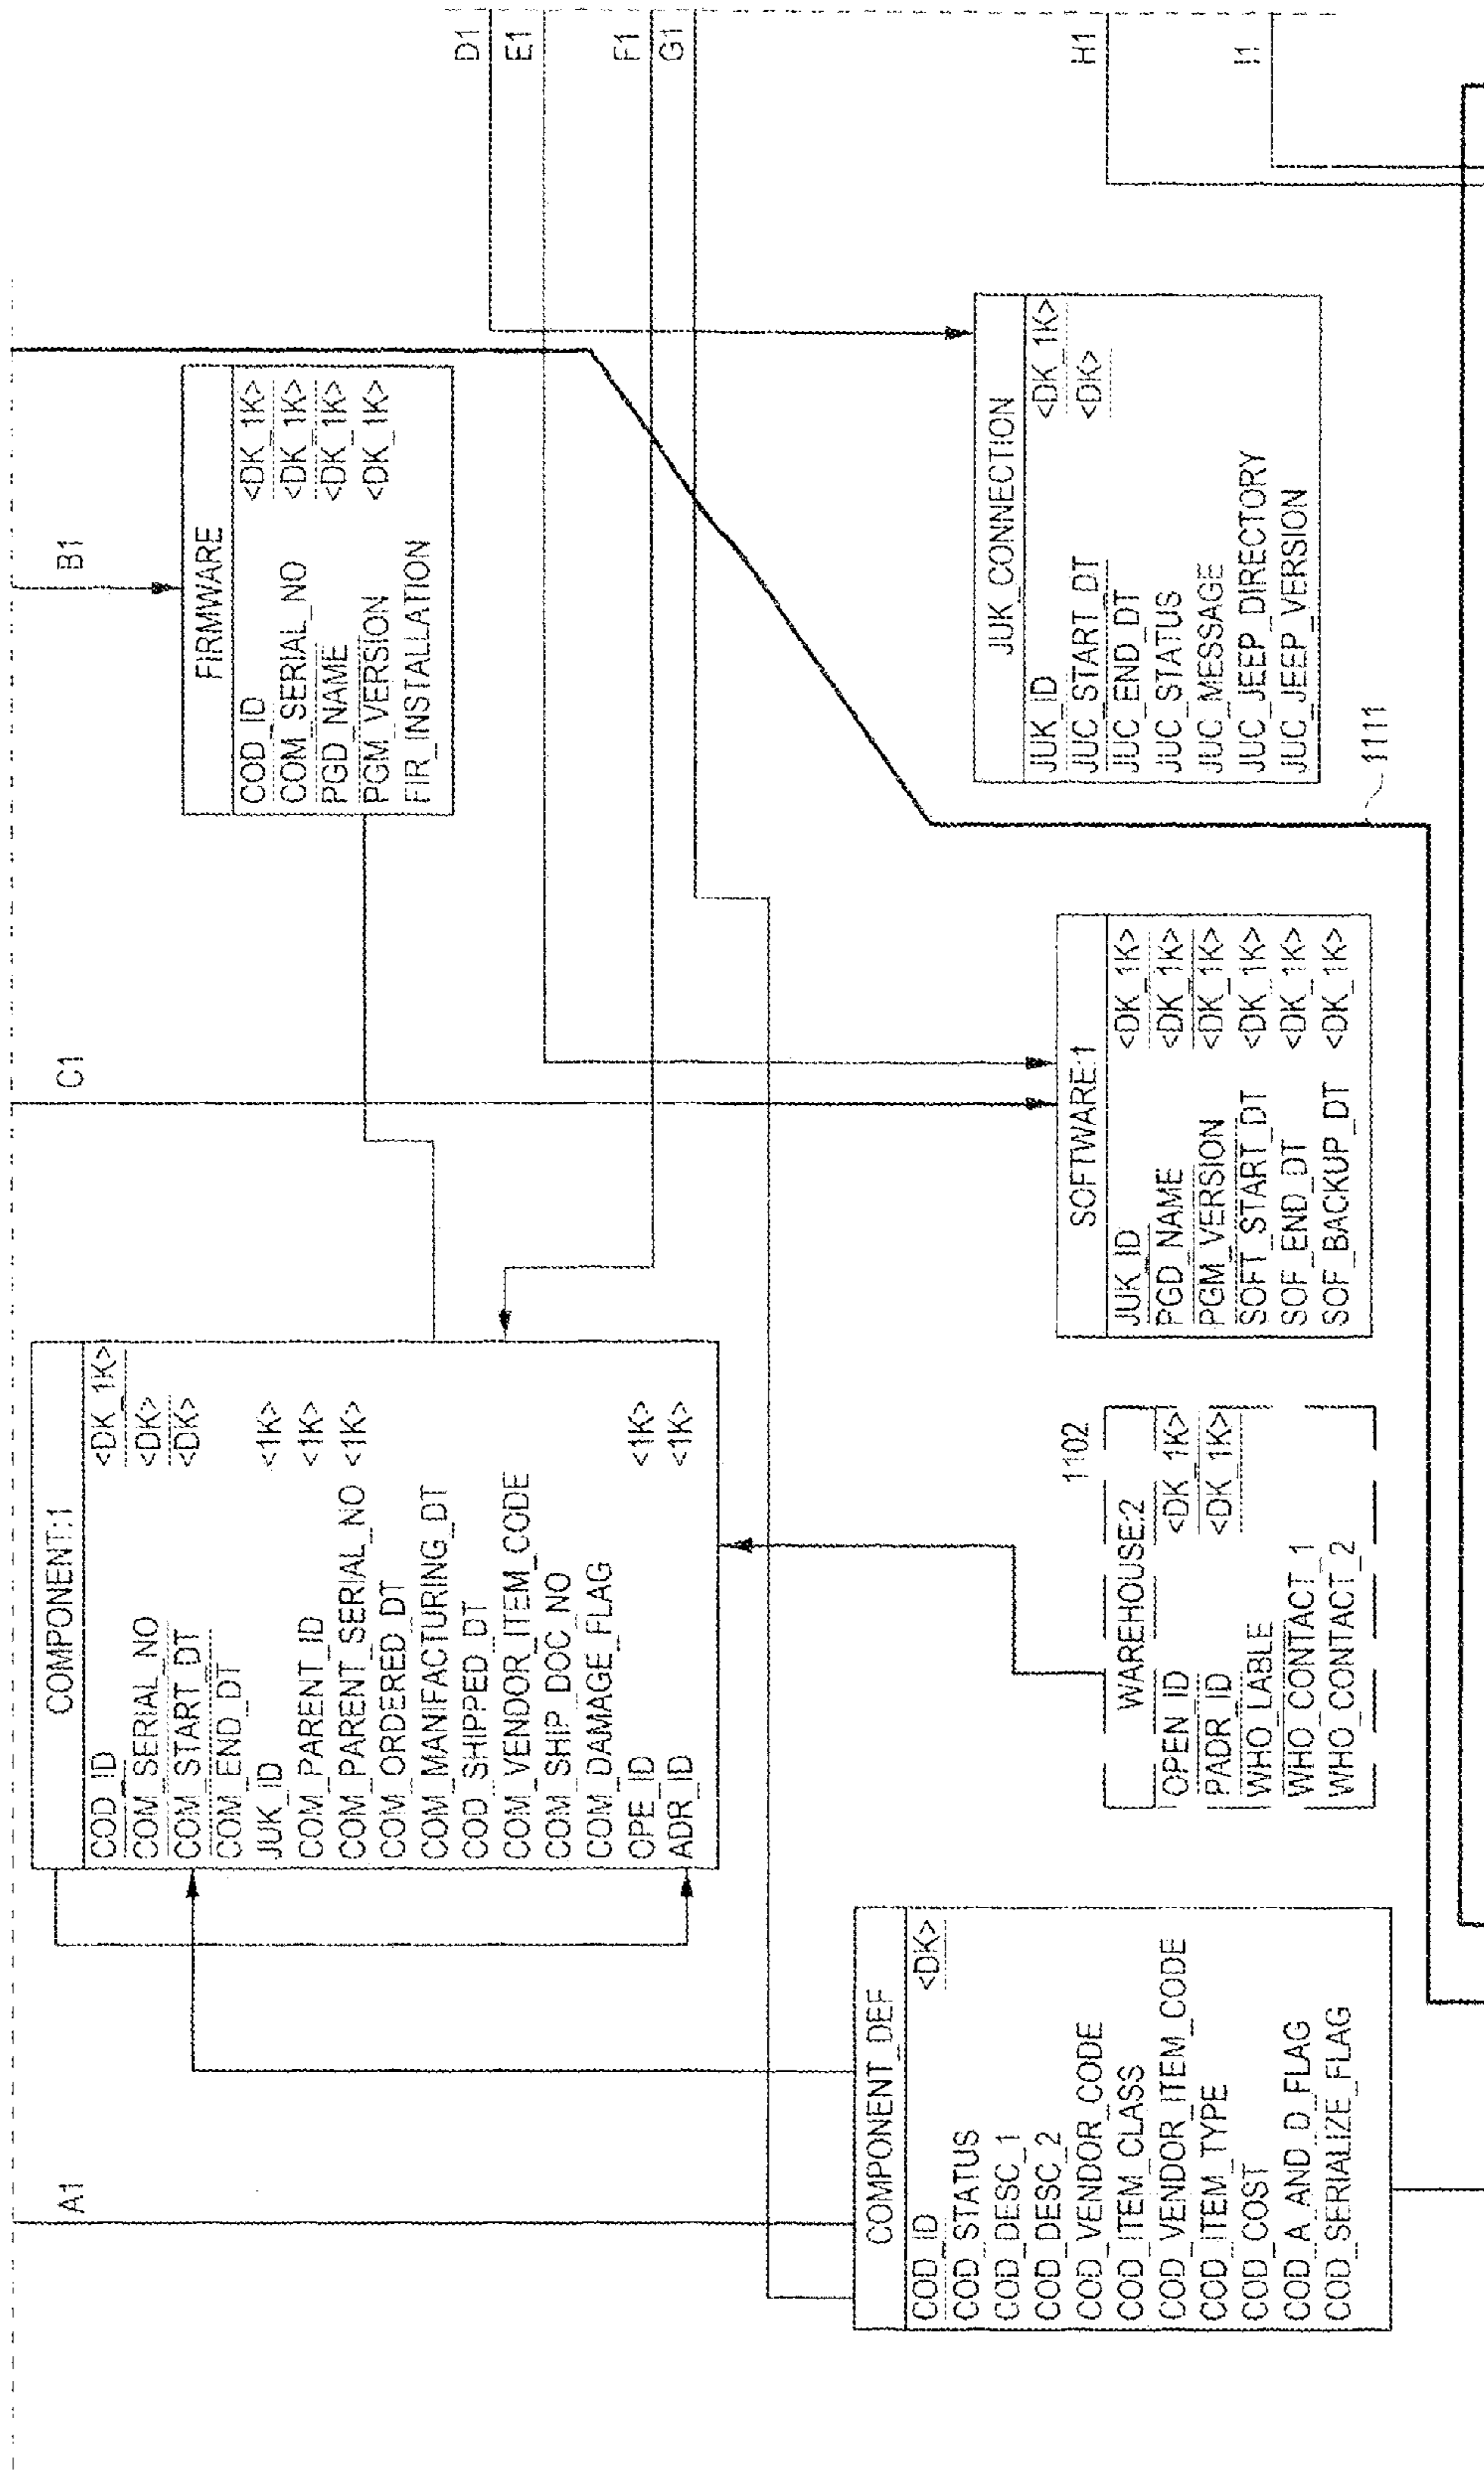 A1
C1
B1
D1
E1
F1
G1
H1
I1
COMPONENT:1
COD_ID <DK_1K>
COM_SERIAL_NO <DK>
COM_START_DT <DK>
COM_END_DT
JUK_ID <1K>
COM_PARENT_ID <1K>
COM_PARENT_SERIAL_NO <1K>
COM_ORDERED_DT
COM_MANIFACTURING_DT
COD_SHIPPED_DT
COM_VENDOR_ITEM_CODE
COM_SHIP_DOC_NO
COM_DAMAGE_FLAG
OPE_ID <1K>
ADR_ID <1K>
FIRMWARE
COD_ID <DK_1K>
COM_SERIAL_NO <DK_1K>
PGD_NAME <DK_1K>
PGM_VERSION <DK_1K>
FIR_INSTALLATION
COMPONENT_DEF
COD_ID <DK>
COD_STATUS
COD_DESC_1
COD_DESC_2
COD_VENDOR_CODE
COD_ITEM_CLASS
COD_VENDOR_ITEM_CODE
COD_ITEM_TYPE
COD_COST
COD_A_AND_D_FLAG
COD_SERIALIZE_FLAG
1102
WAREHOUSE:2
OPEN_ID <DK_1K>
PADR_ID <DK_1K>
WHO_LABLE
WHO_CONTACT_1
WHO_CONTACT_2
SOFTWARE:1
JUK_ID <DK_1K>
PGD_NAME <DK_1K>
PGM_VERSION <DK_1K>
SOFT_START_DT <DK_1K>
SOF_END_DT <DK_1K>
SOF_BACKUP_DT <DK_1K>
JUK_CONNECTION
JUK_ID <DK_1K>
JUC_START_DT <DK>
JUC_END_DT
JUC_STATUS
JUC_MESSAGE
JUC_JEEP_DIRECTORY
JUC_JEEP_VERSION
1111